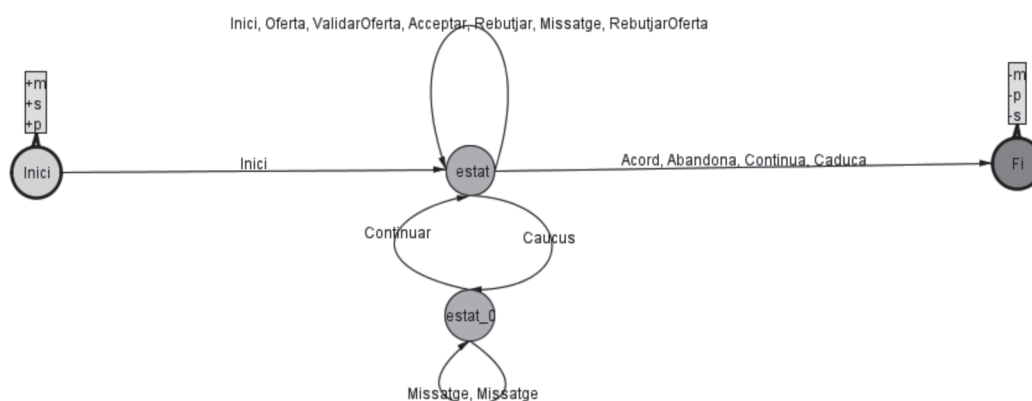 Inici, Oferta, ValidarOferta, Acceptar, Rebutjar, Missatge, RebutjarOferta
+m
+s
+p
Inici
Inici
estat
Acord, Abandona, Continua, Caduca
-m
-p
-s
Fi
Continuar
Caucus
estat_0
Missatge, Missatge